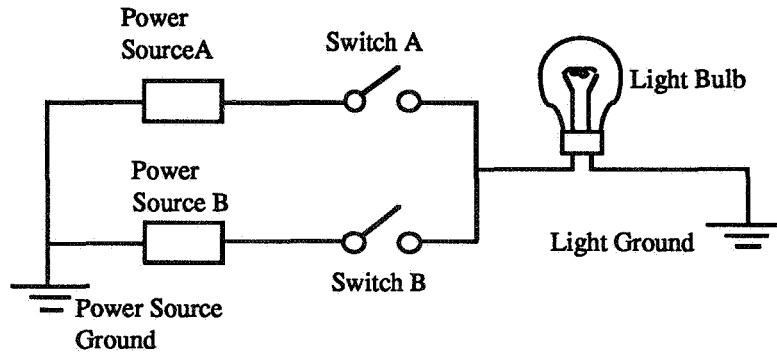 Power
SourceA
Switch A
Light Bulb
Power
Source B
Light Ground
Switch B
Power Source
Ground